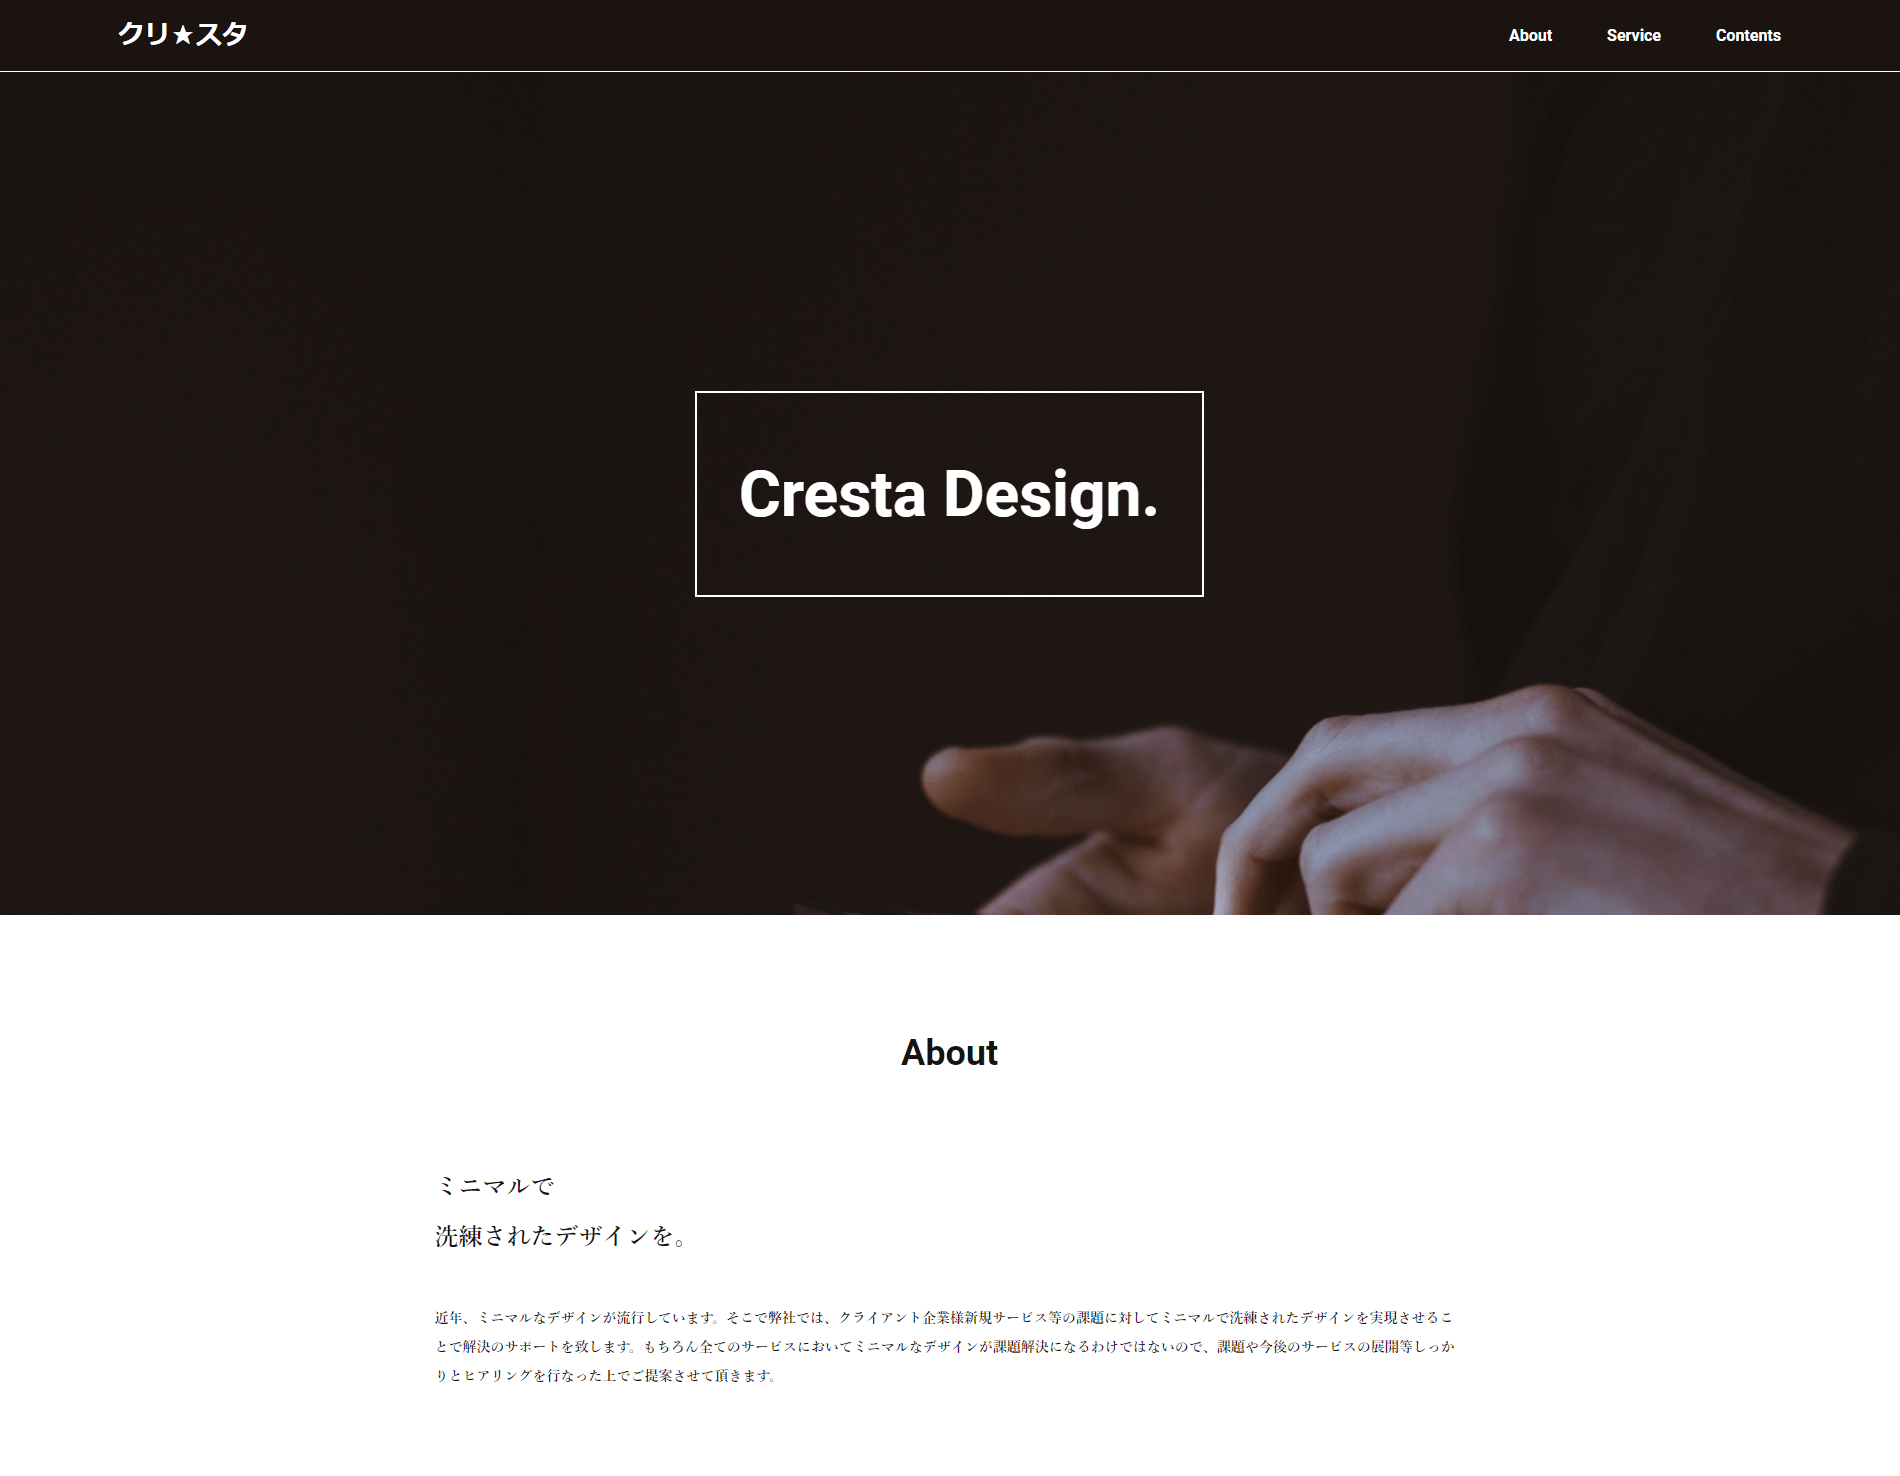 クリ★スタ
About Service Contents
Cresta Design.
About
ミニマルで
洗練されたデザインを。
近年、ミニマルなデザインが流行しています。そこで弊社では、クライアント企業様新規サービス等の課題に対してミニマルで洗練されたデザインを実現させるこ
とで解決のサポートを致します。もちろん全てのサービスにおいてミニマルなデザインが課題解決になるわけではないので、課題や今後のサービスの展開等しっか
りとヒアリングを行なった上でご提案させて頂きます。